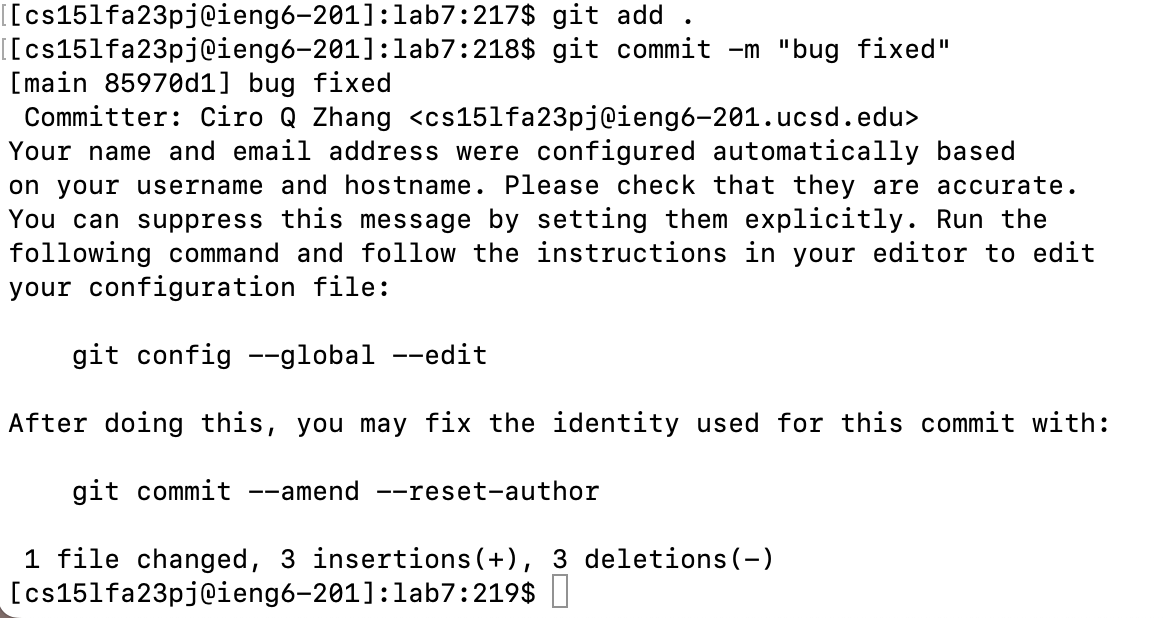 [[cs15lfa23pj@ieng6-201]:lab7:217$ git add .
[[cs15lfa23pj@ieng6-201]:lab7:218$ git commit -m "bug fixed"
[main 85970d1] bug fixed
 Committer: Ciro Q Zhang <cs15lfa23pj@ieng6-201.ucsd.edu>
Your name and email address were configured automatically based
on your username and hostname. Please check that they are accurate.
You can suppress this message by setting them explicitly. Run the
following command and follow the instructions in your editor to edit
your configuration file:

    git config --global --edit

After doing this, you may fix the identity used for this commit with:

    git commit --amend --reset-author

 1 file changed, 3 insertions(+), 3 deletions(-)
[cs15lfa23pj@ieng6-201]:lab7:219$